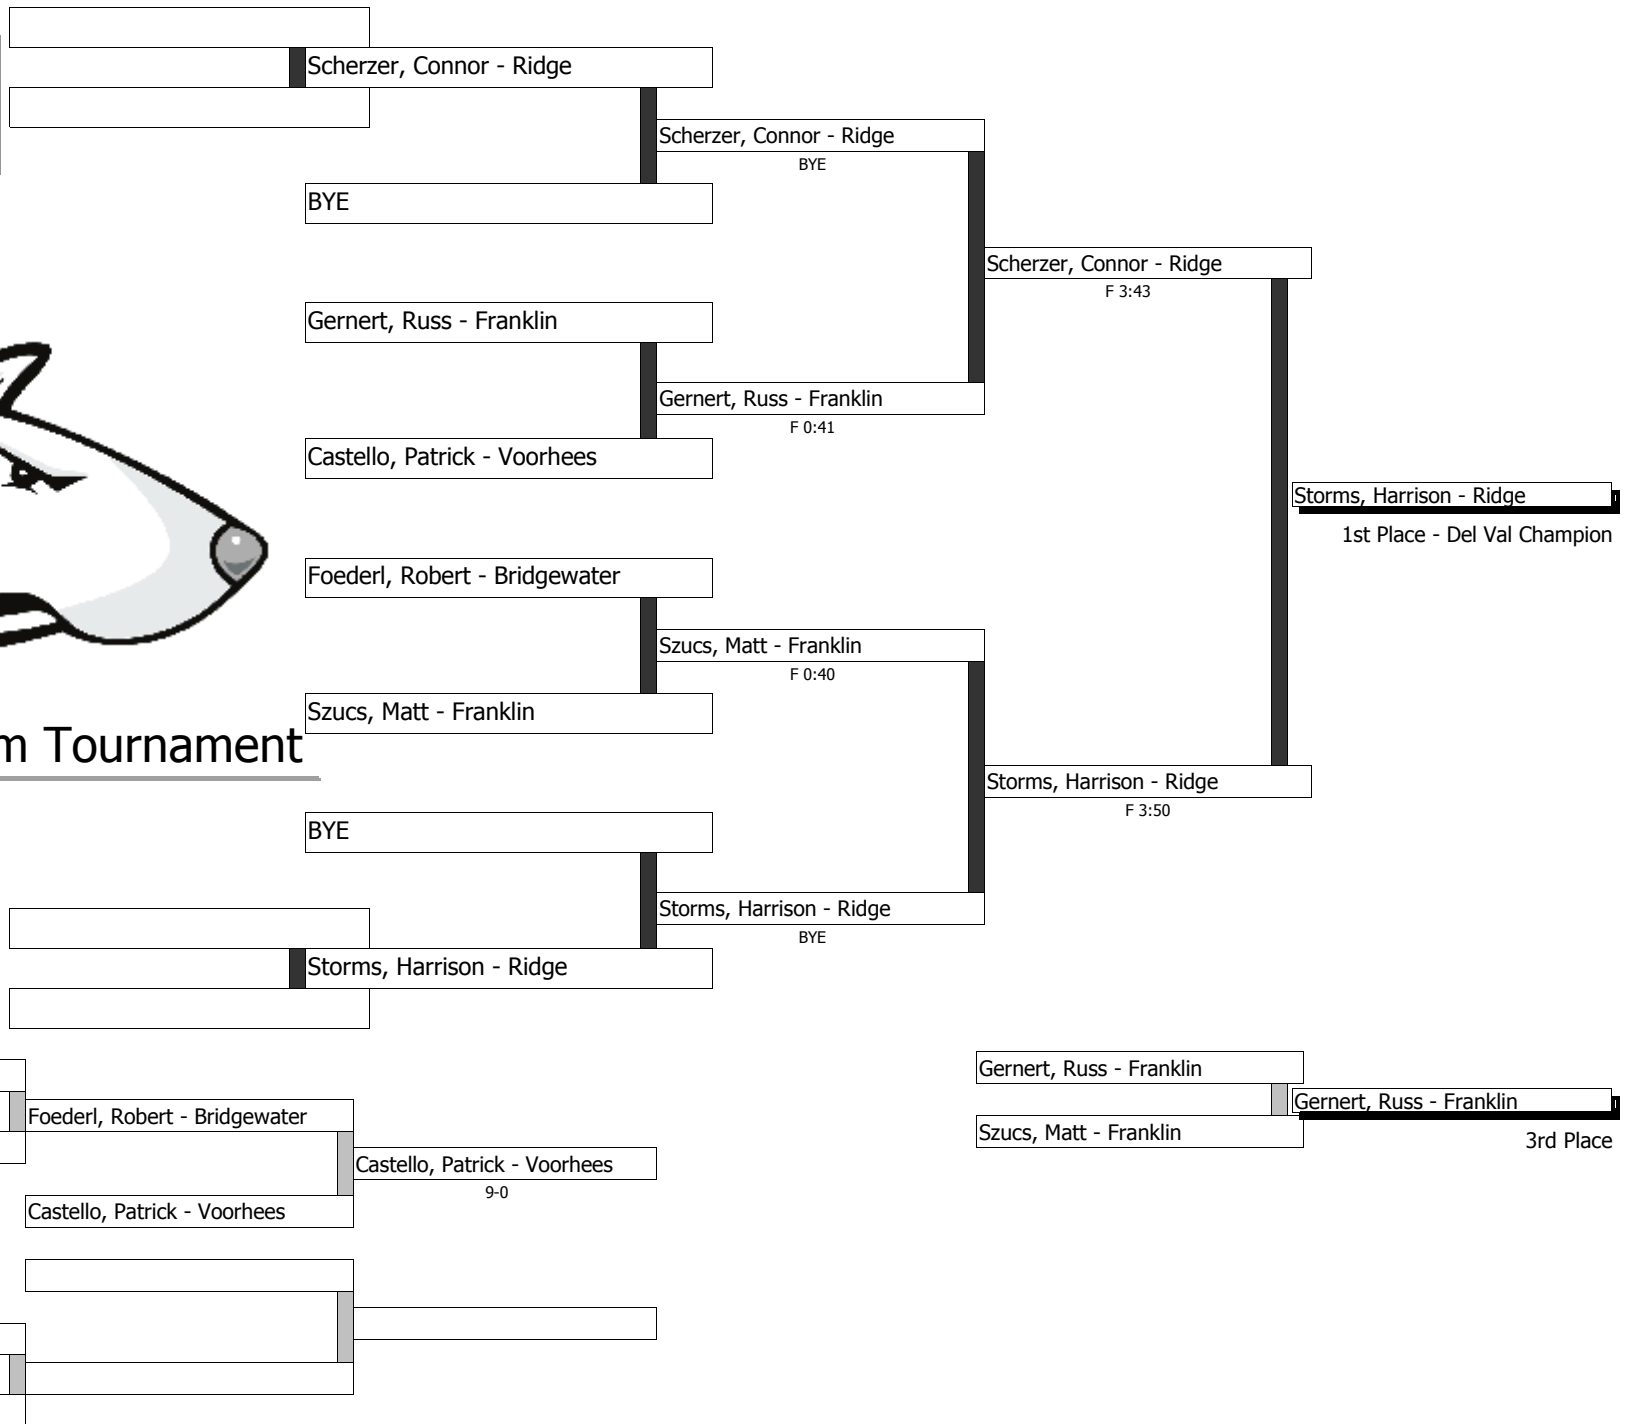 Scherzer, Connor - Ridge
Scherzer, Connor - Ridge
BYE
BYE
Scherzer, Connor - Ridge
F 3:43
Gernert, Russ - Franklin
Gernert, Russ - Franklin
F 0:41
Castello, Patrick - Voorhees
Storms, Harrison - Ridge
1st Place - Del Val Champion
Foederl, Robert - Bridgewater
Szucs, Matt - Franklin
F 0:40
Szucs, Matt - Franklin
m Tournament
Storms, Harrison - Ridge
F 3:50
BYE
Storms, Harrison - Ridge
BYE
Storms, Harrison - Ridge
Gernert, Russ - Franklin
Gernert, Russ - Franklin
Szucs, Matt - Franklin
3rd Place
Foederl, Robert - Bridgewater
Castello, Patrick - Voorhees
9-0
Castello, Patrick - Voorhees